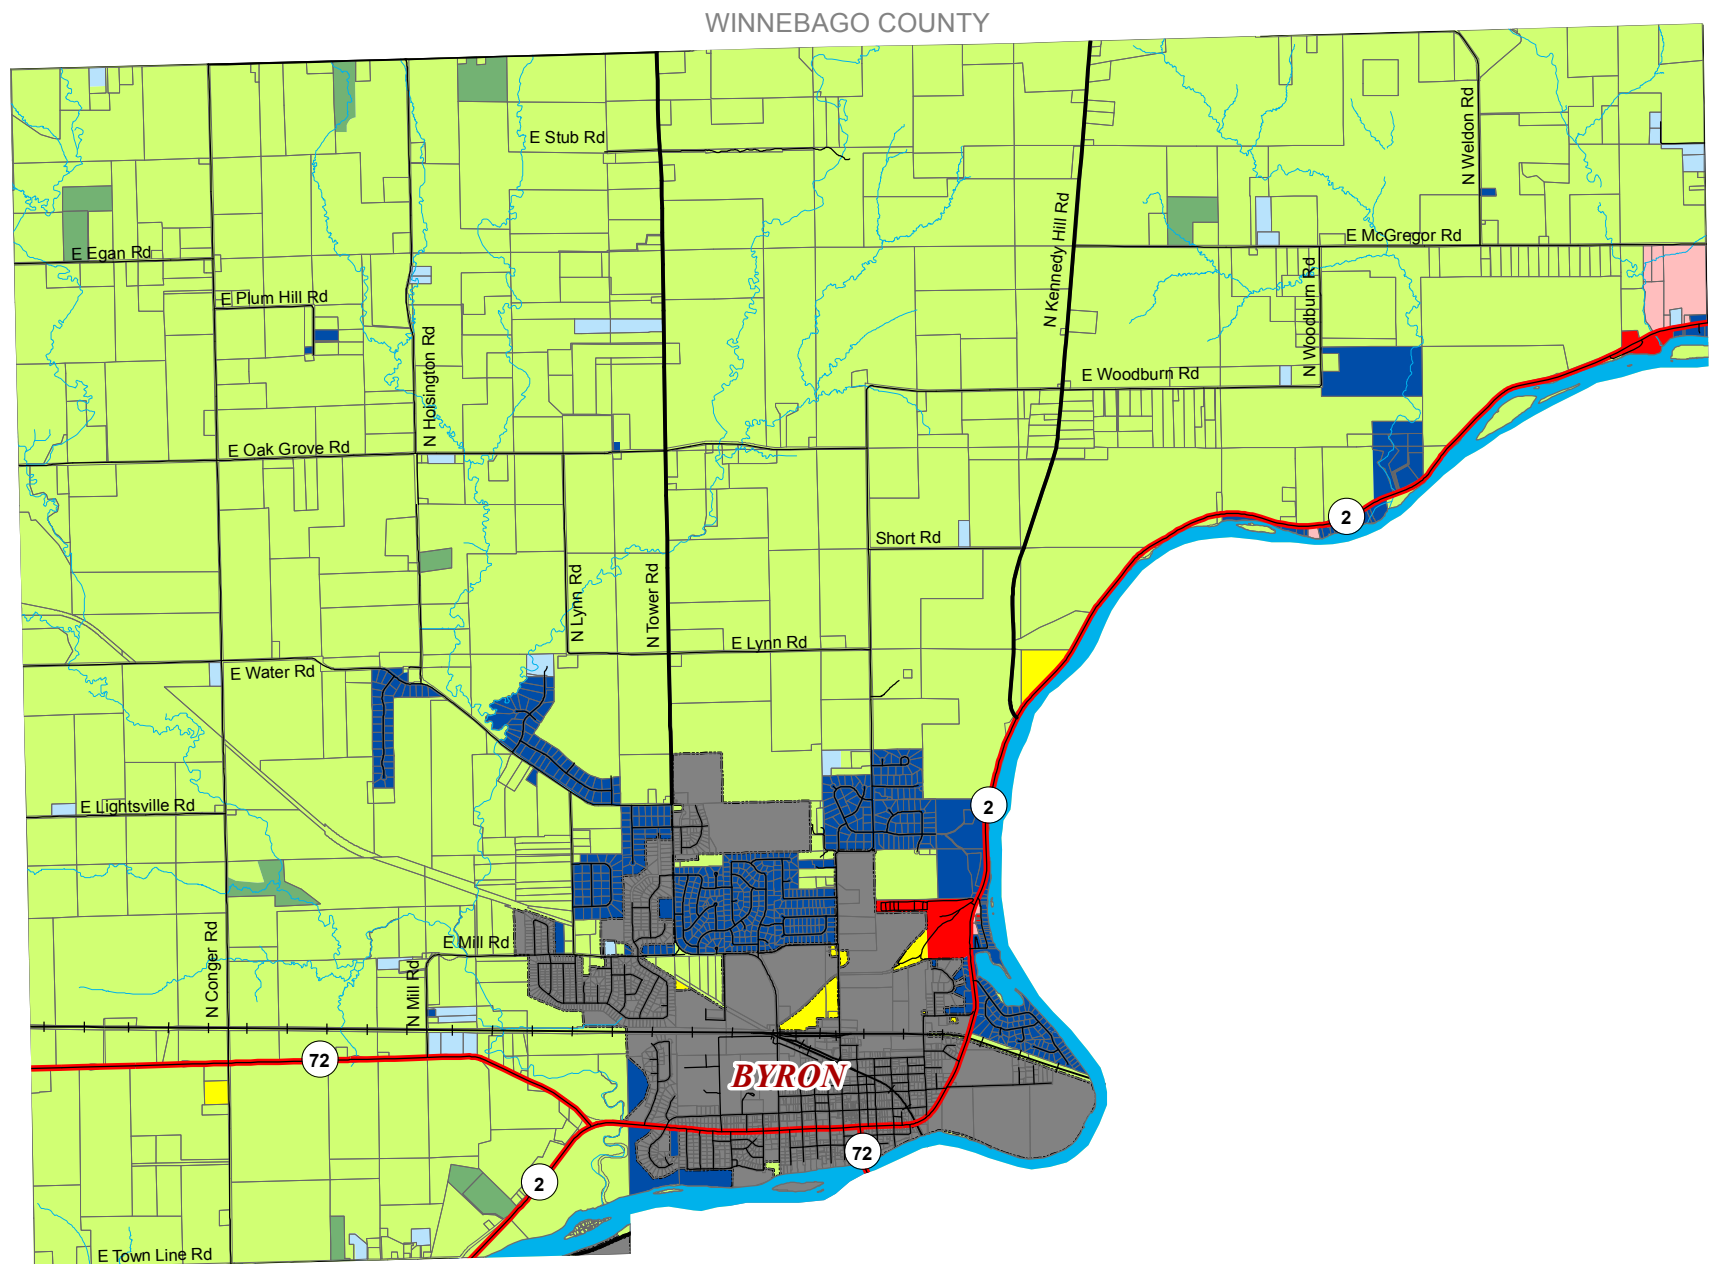 WINNEBAGO COUNTY
E Stub Rd
N Weldon Rd
N Kennedy Hill Rd
E McGregor Rd
E Egan Rd
E Plum Hill Rd
N Woodburn Rd
N Hoisington Rd
E Woodburn Rd
E Oak Grove Rd
2
Short Rd
N Lynn Rd
N Tower Rd
E Lynn Rd
E Water Rd
E Lightsville Rd
2
E Mill Rd
N Conger Rd
N Mill Rd
72
BYRON
72
2
E Town Line Rd